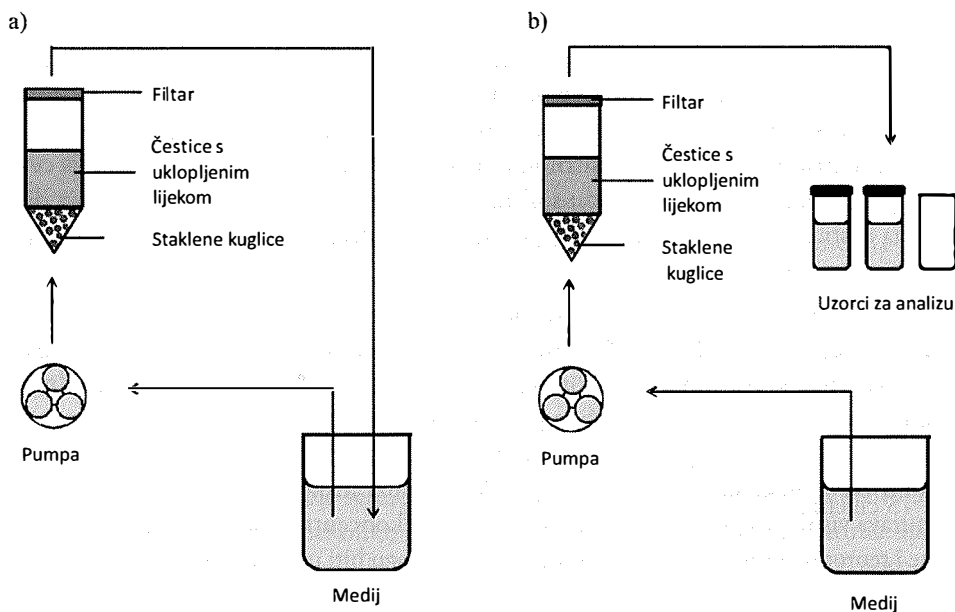 a)
Filtar
Čestice s
uklopljenim
lijekom
Staklene kuglice
Pumpa
Medij
b)
Filtar
Čestice s
uklopljenim
lijekom
Staklene
kuglice
Uzorci za analizu
Pumpa
Medij